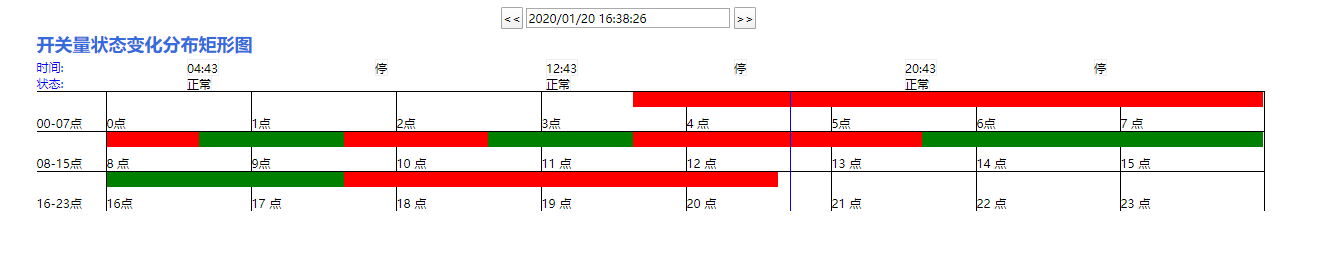 << 2020/01/20 16:38:26 >>
开关量状态变化分布矩形图
时间: 04:43 停 12:43 停 20:43 停
状态: 正常 正常 正常
00-07点 0点 1点 2点 3点 4 点 5点 6点 7 点
08-15点 8 点 9点 10 点 11 点 12 点 13 点 14 点 15 点
16-23点 16点 17 点 18 点 19 点 20 点 21 点 22 点 23 点